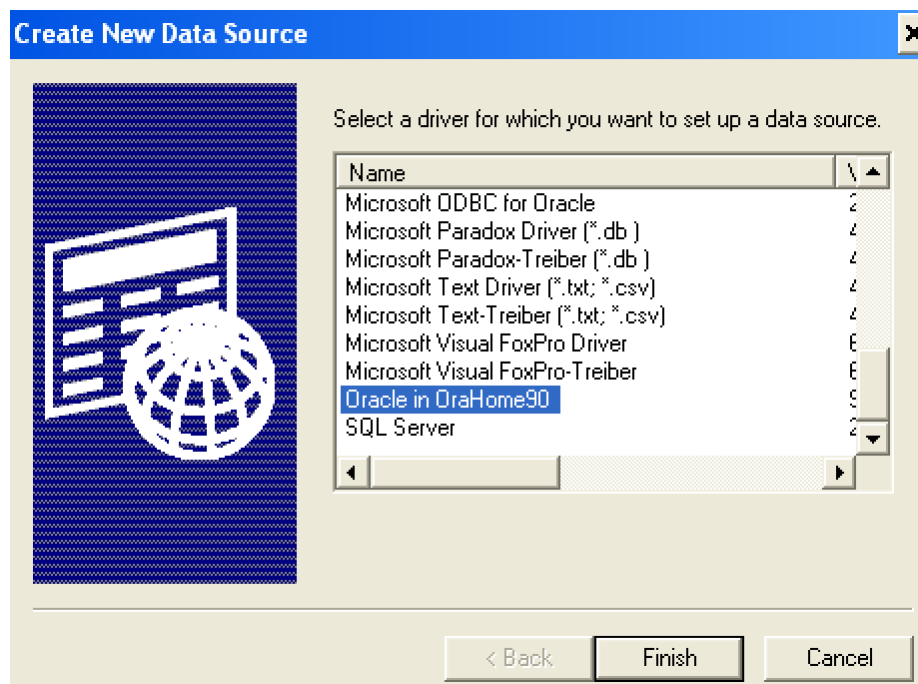 Create New Data Source
Select a driver for which you want to set up a data source.
Name
Microsoft ODBC for Oracle
Microsoft Paradox Driver (*.db )
Microsoft Paradox-Treiber (*.db )
Microsoft Text Driver (*.txt; *.csv)
Microsoft Text-Treiber (*.txt; *.csv)
Microsoft Visual FoxPro Driver
Microsoft Visual FoxPro-Treiber
Oracle in OraHome90
SQL Server
< Back Finish Cancel